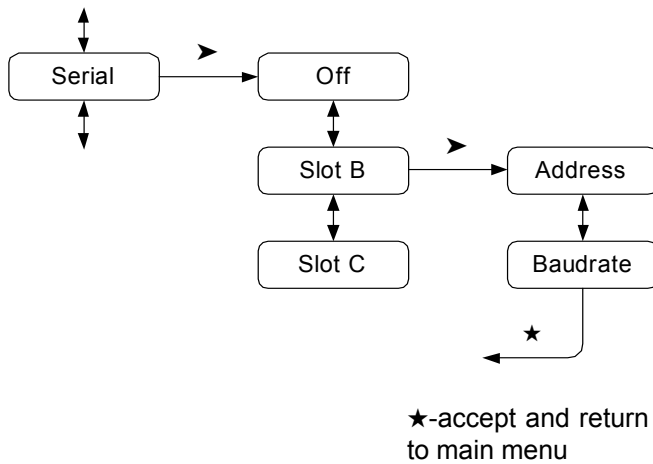 Serial
Off
Slot B
Address
Slot C
Baudrate
★
★-accept and return
to main menu